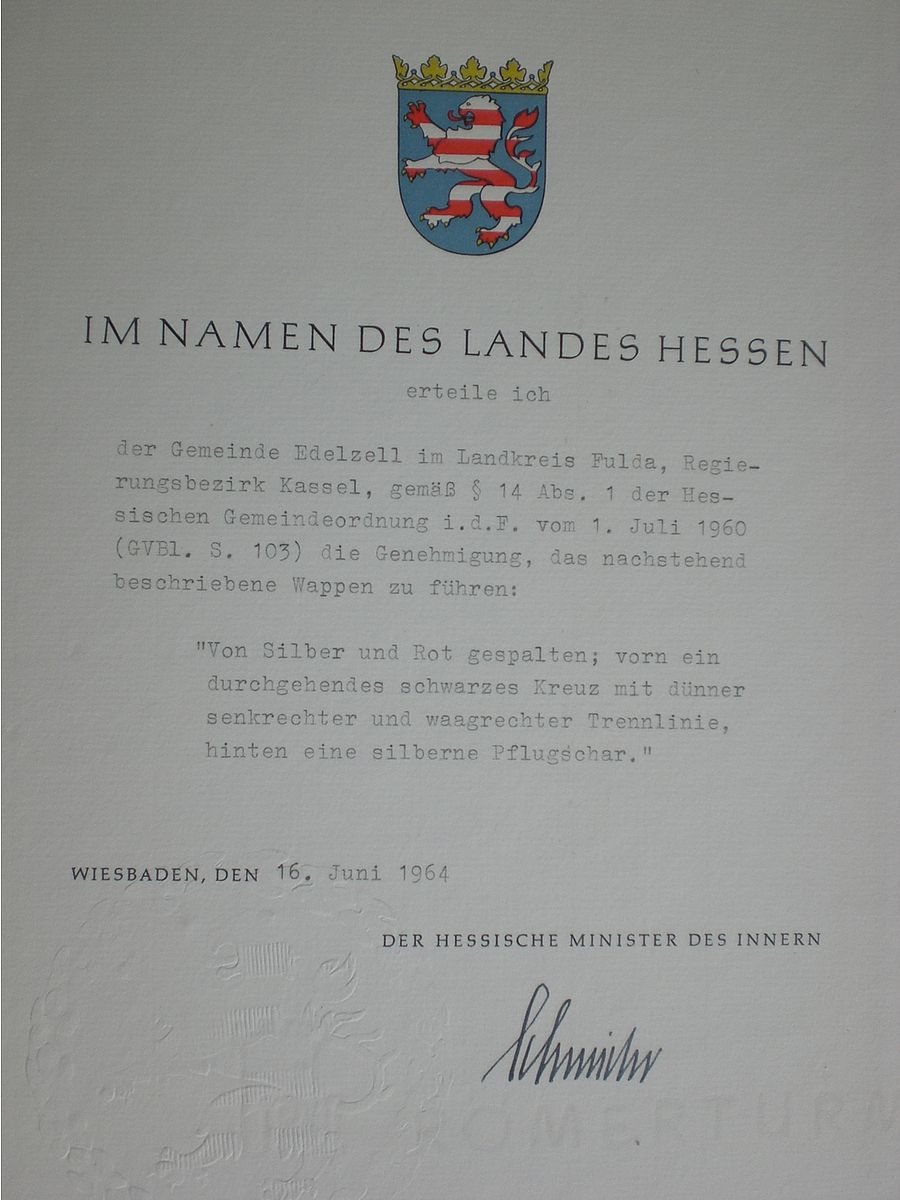 IM NAMEN DES LANDES HESSEN
erteile ich
der Gemeinde Edelzell im Landkreis Fulda, Regie-
rungsbezirk Kassel, gemäß § 14 Abs. 1 der Hes-
sischen Gemeindeordnung i.d.F. vom 1. Juli 1960
(GVBl. S. 103) die Genehmigung, das nachstehend
beschriebene Wappen zu führen:
"Von Silber und Rot gespalten; vorn ein
durchgehendes schwarzes Kreuz mit dünner
senkrechter und waagrechter Trennlinie,
hinten eine silberne Pflugschar."
WIESBADEN, DEN 16. Juni 1964
DER HESSISCHE MINISTER DES INNERN
RÖMERTURM